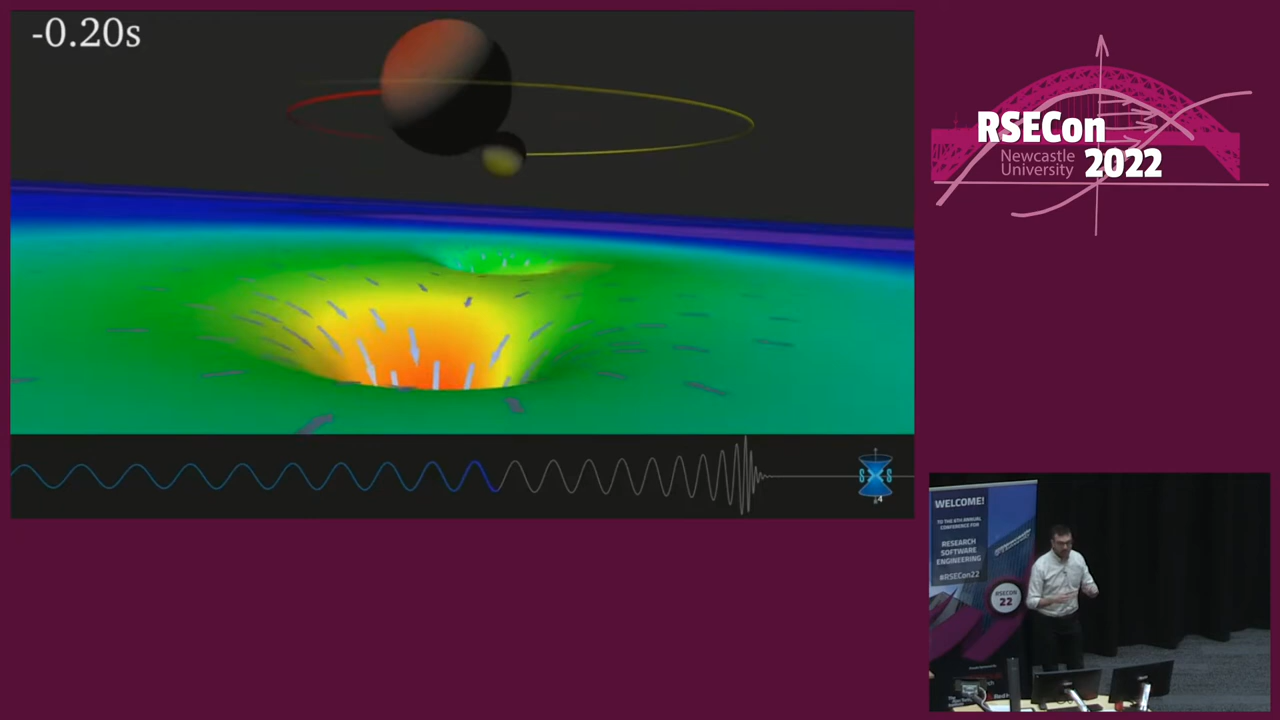 -0.20s
RSECon
Newcastle
University
2022
WELCOME!
TO THE 6TH ANNUAL
CONFERENCE FOR
RESEARCH
SOFTWARE
ENGINEERING
#RSECon22
RSECON
22